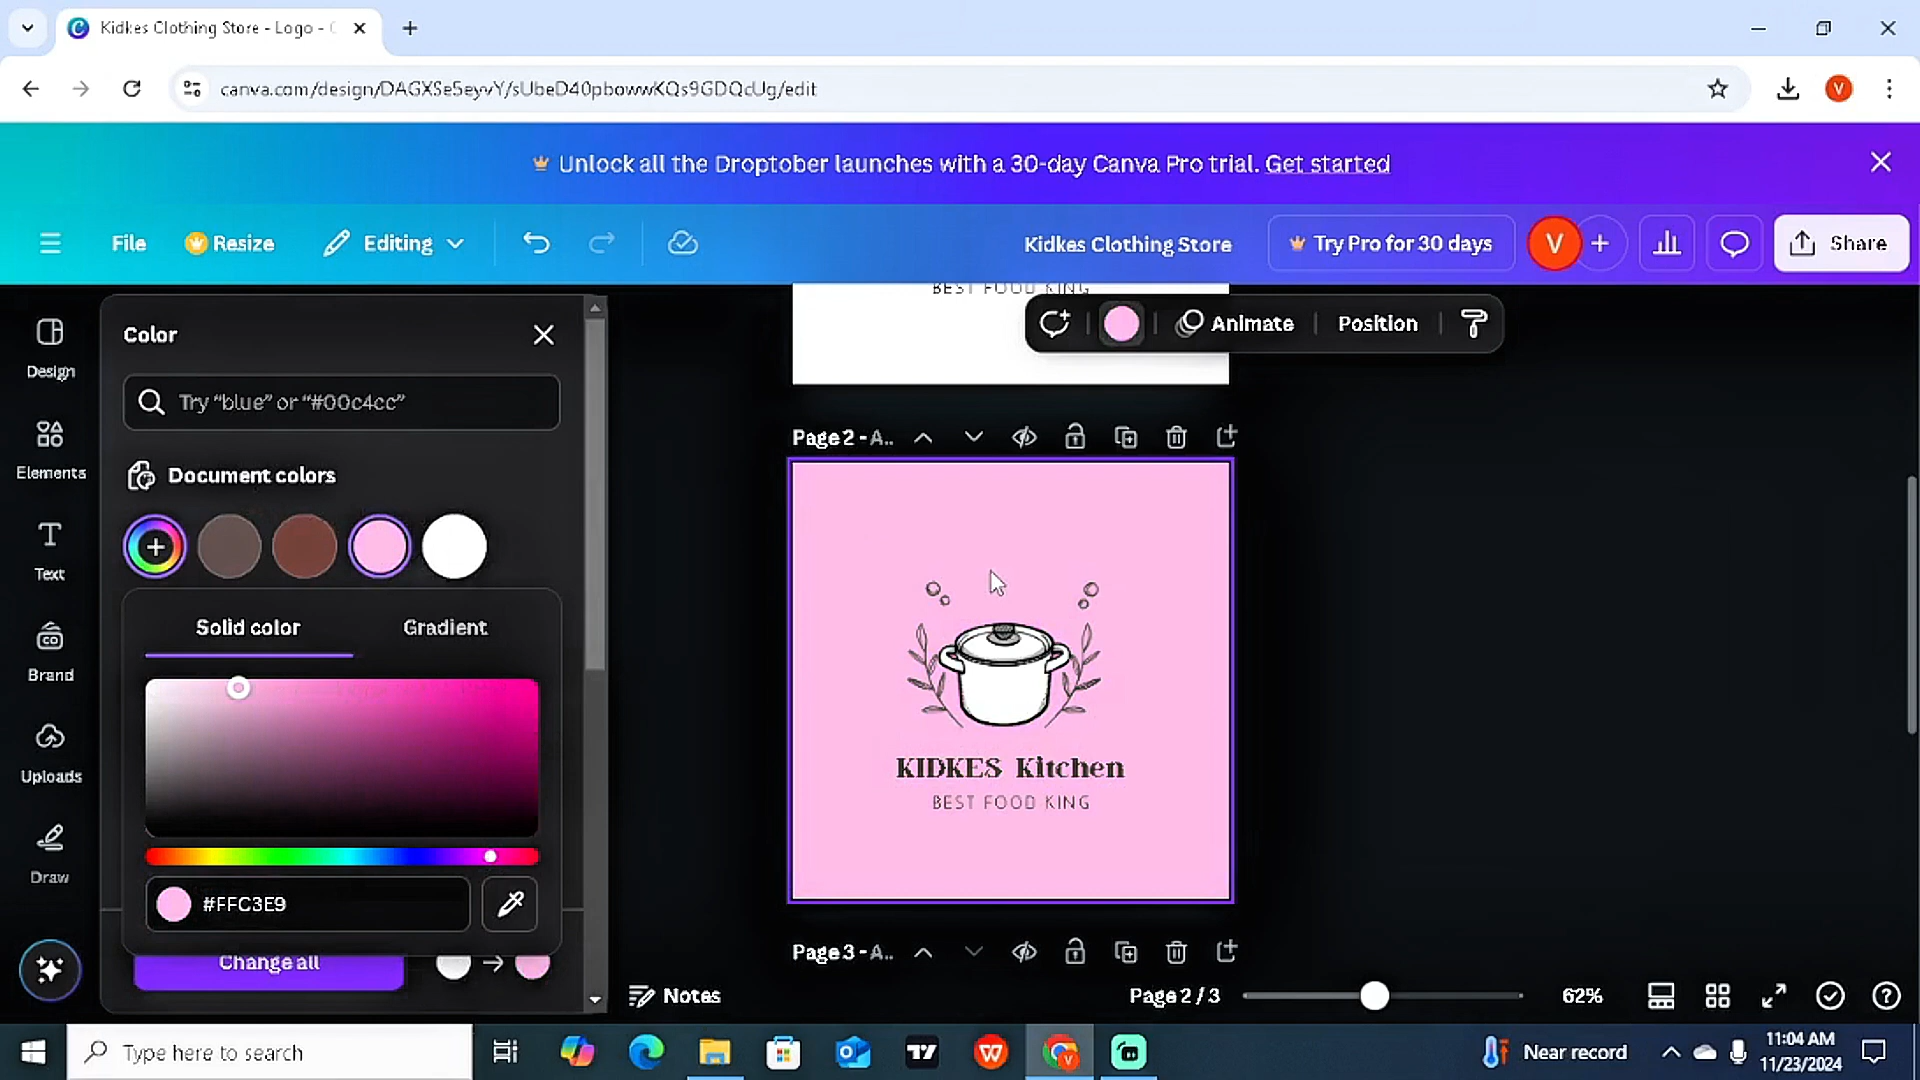 Kidkes Clothing Store - Logo - C
canva.com/design/DAGXSe5eyvY/sUbeD40pbowwKQs9GDQcUg/edit
V
Unlock all the Droptober launches with a 30-day Canva Pro trial. Get started
File
Resize
Editing
Kidkes Clothing Store
Try Pro for 30 days
V
Share
Design
Elements
Text
Brand
Uploads
Draw
Color
Try “blue” or “#00c4cc”
Document colors
Solid color
Gradient
#FFC3E9
Change all
BEST FOOD KING
Animate
Position
Page 2 - A..
KIDKES Kitchen
BEST FOOD KING
Page 3 - A..
Notes
Page 2 / 3
62%
Type here to search
Near record
11:04 AM
11/23/2024